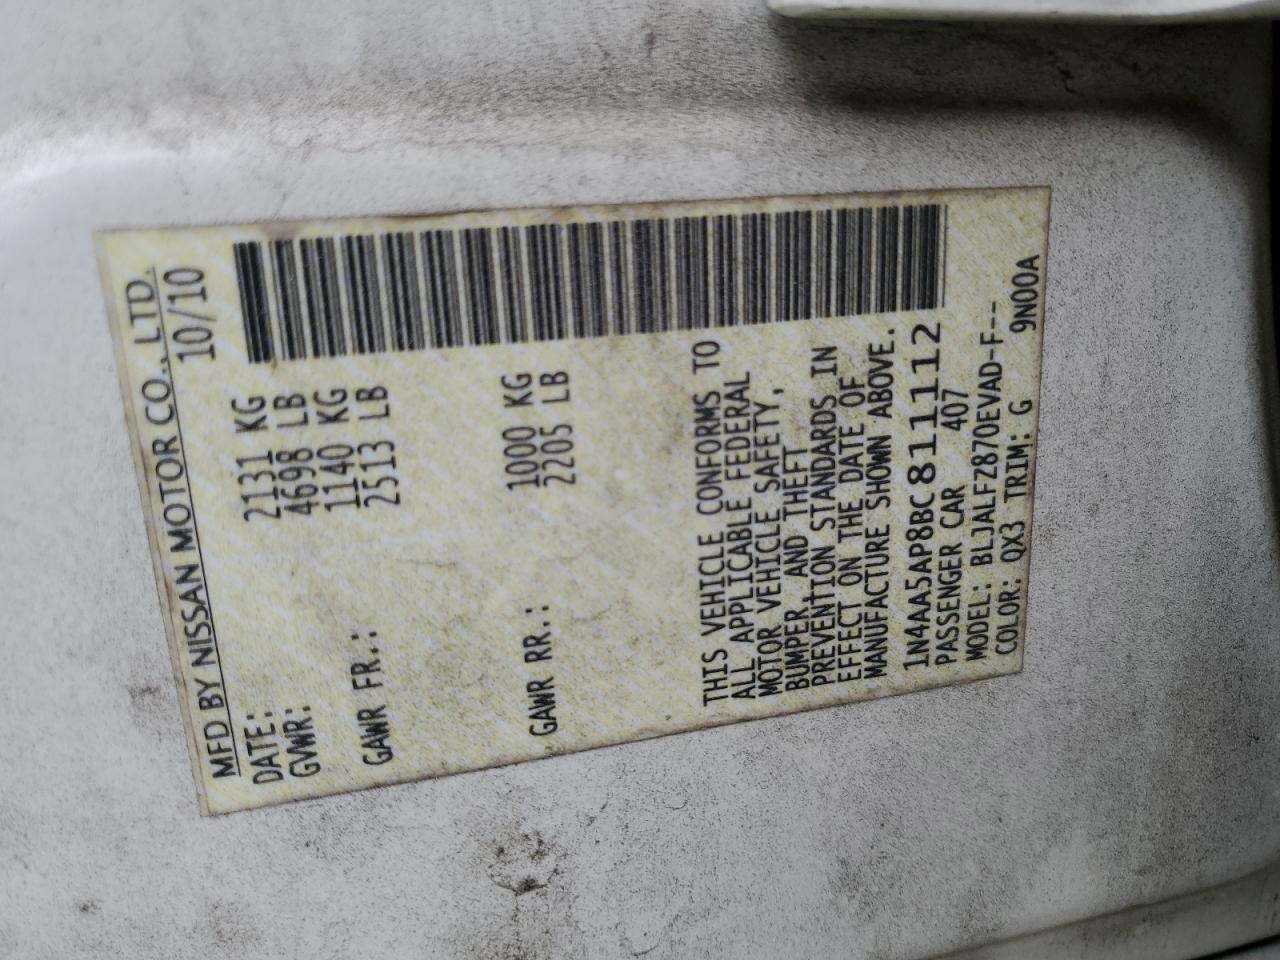 MFD BY NISSAN MOTOR CO., LTD.
DATE: 10/10
GVWR: 2131 KG
4698 LB
GAWR FR.: 1140 KG
2513 LB
GAWR RR.: 1000 KG
2205 LB
THIS VEHICLE CONFORMS TO
ALL APPLICABLE FEDERAL
MOTOR VEHICLE SAFETY,
BUMPER, AND THEFT
PREVENTION STANDARDS IN
EFFECT ON THE DATE OF
MANUFACTURE SHOWN ABOVE.
1N4AA5AP8BC811112
PASSENGER CAR 407
MODEL: BLJALFZ870EVAD-F---
COLOR: QX3 TRIM: G 9N00A